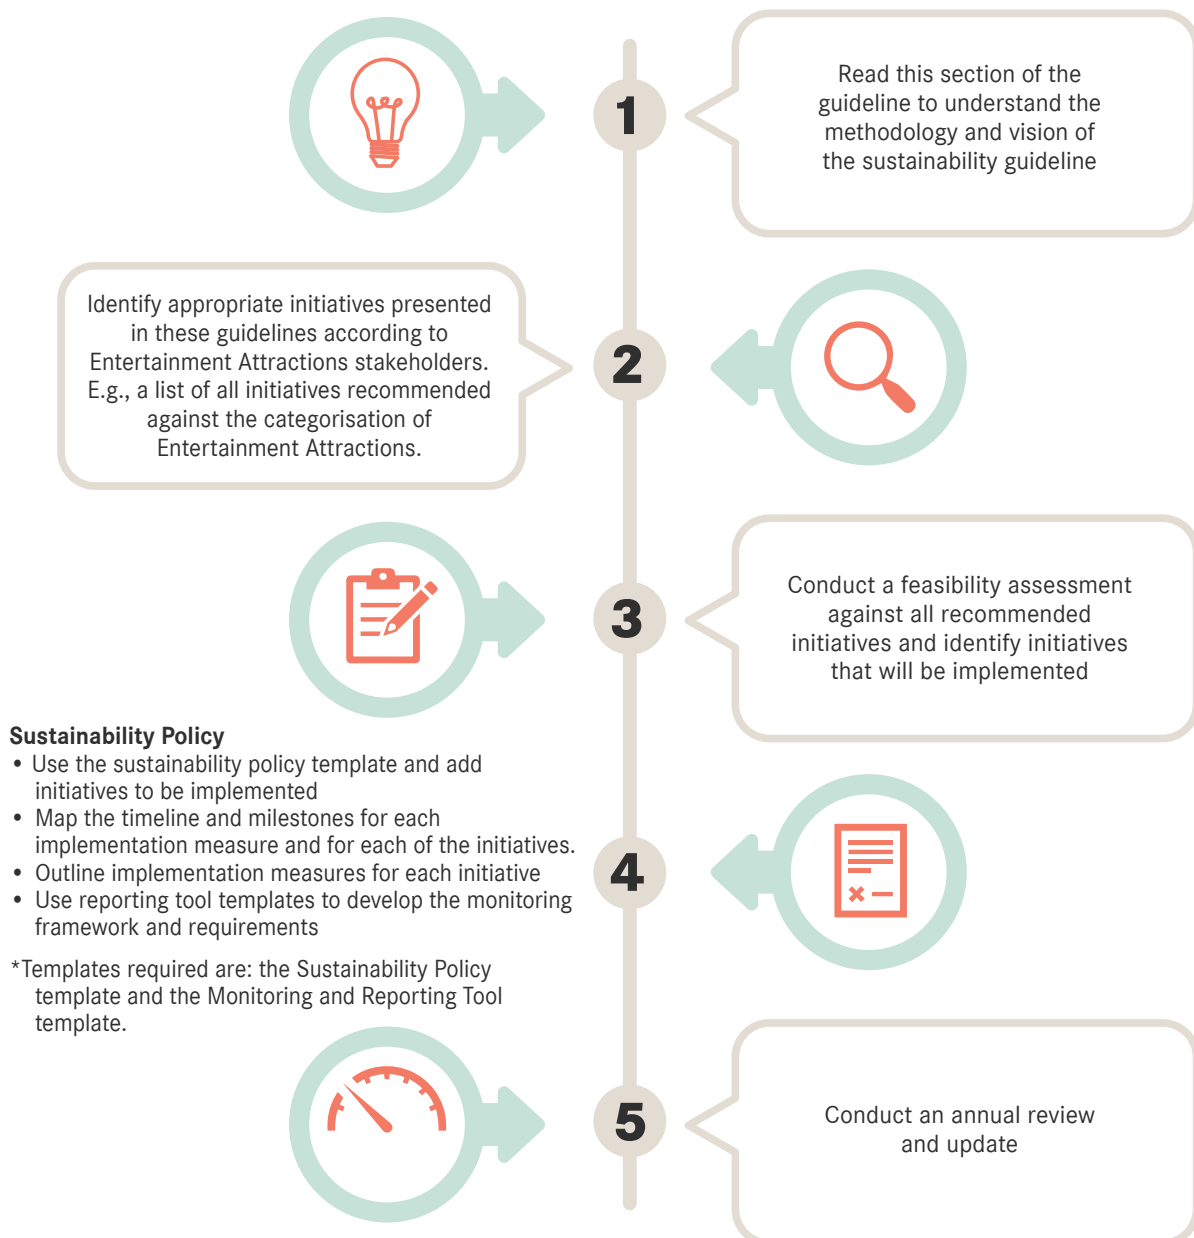 1
Read this section of the
guideline to understand the
methodology and vision of
the sustainability guideline
Identify appropriate initiatives presented
in these guidelines according to
Entertainment Attractions stakeholders.
E.g., a list of all initiatives recommended
against the categorisation of
Entertainment Attractions.
2
3
Conduct a feasibility assessment
against all recommended
initiatives and identify initiatives
that will be implemented
Sustainability Policy
• Use the sustainability policy template and add
initiatives to be implemented
• Map the timeline and milestones for each
implementation measure and for each of the initiatives.
• Outline implementation measures for each initiative
• Use reporting tool templates to develop the monitoring
framework and requirements
*Templates required are: the Sustainability Policy
template and the Monitoring and Reporting Tool
template.
4
5
Conduct an annual review
and update